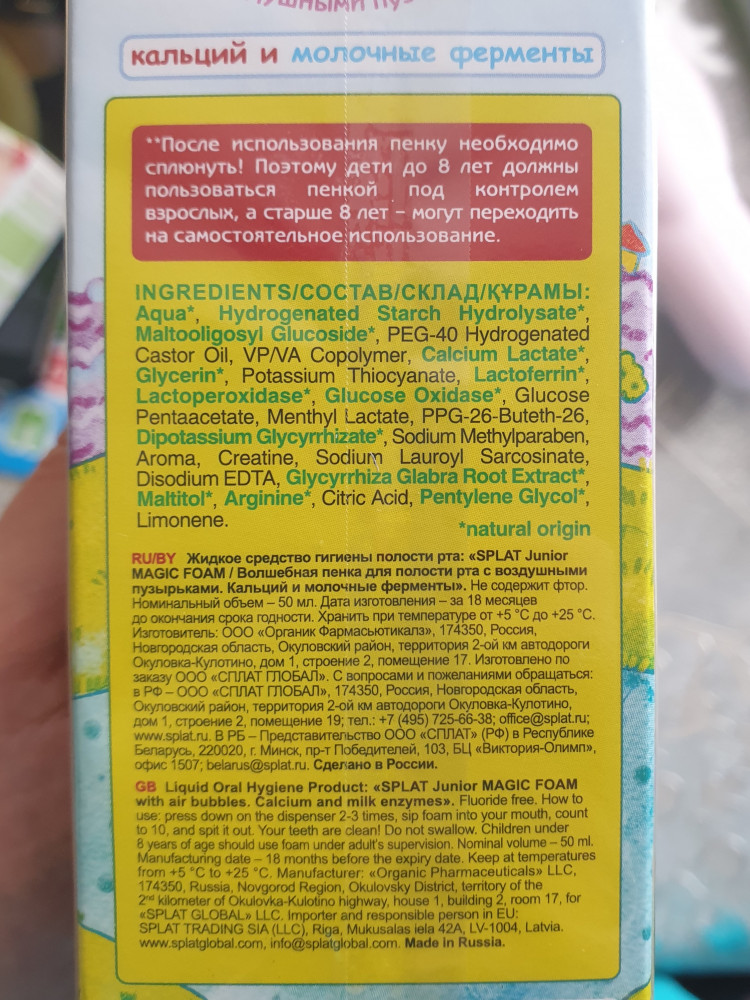 кальций и молочные ферменты
**После использования пенку необходимо
сплюнуть! Поэтому дети до 8 лет должны
пользоваться пенкой под контролем
взрослых, а старше 8 лет – могут переходить
на самостоятельное использование.
INGREDIENTS/СОСТАВ/СКЛАД/ҚҰРАМЫ:
Aqua*, Hydrogenated Starch Hydrolysate*,
Maltooligosyl Glucoside*, PEG-40 Hydrogenated
Castor Oil, VP/VA Copolymer, Calcium Lactate*,
Glycerin*, Potassium Thiocyanate, Lactoferrin*,
Lactoperoxidase*, Glucose Oxidase*, Glucose
Pentaacetate, Menthyl Lactate, PPG-26-Buteth-26,
Dipotassium Glycyrrhizate*, Sodium Methylparaben,
Aroma, Creatine, Sodium Lauroyl Sarcosinate,
Disodium EDTA, Glycyrrhiza Glabra Root Extract*,
Maltitol*, Arginine*, Citric Acid, Pentylene Glycol*,
Limonene.
*natural origin
RU/BY Жидкое средство гигиены полости рта: «SPLAT Junior
MAGIC FOAM / Волшебная пенка для полости рта с воздушными
пузырьками. Кальций и молочные ферменты». Не содержит фтор.
Номинальный объем – 50 мл. Дата изготовления – за 18 месяцев
до окончания срока годности. Хранить при температуре от +5 °C до +25 °C.
Изготовитель: ООО «Органик Фармасьютикалз», 174350, Россия,
Новгородская область, Окуловский район, территория 2-ой км автодороги
Окуловка-Кулотино, дом 1, строение 2, помещение 17. Изготовлено по
заказу ООО «СПЛАТ ГЛОБАЛ». С вопросами и пожеланиями обращаться:
в РФ – ООО «СПЛАТ ГЛОБАЛ», 174350, Россия, Новгородская область,
Окуловский район, территория 2-ой км автодороги Окуловка-Кулотино,
дом 1, строение 2, помещение 19; тел.: +7 (495) 725-66-38; office@splat.ru;
www.splat.ru. В РБ – Представительство ООО «СПЛАТ» (РФ) в Республике
Беларусь, 220020, г. Минск, пр-т Победителей, 103, БЦ «Виктория-Олимп»,
офис 1507; belarus@splat.ru. Сделано в России.
GB Liquid Oral Hygiene Product: «SPLAT Junior MAGIC FOAM
with air bubbles. Calcium and milk enzymes». Fluoride free. How to
use: press down on the dispenser 2-3 times, sip foam into your mouth, count
to 10, and spit it out. Your teeth are clean! Do not swallow. Children under
8 years of age should use foam under adult's supervision. Nominal volume – 50 ml.
Manufacturing date – 18 months before the expiry date. Keep at temperatures
from +5 °C to +25 °C. Manufacturer: «Organic Pharmaceuticals» LLC,
174350, Russia, Novgorod Region, Okulovsky District, territory of the
2nd kilometer of Okulovka-Kulotino highway, house 1, building 2, room 17, for
«SPLAT GLOBAL» LLC. Importer and responsible person in EU:
SPLAT TRADING SIA (LLC), Riga, Mukusalas iela 42A, LV-1004, Latvia.
www.splatglobal.com, info@splatglobal.com. Made in Russia.